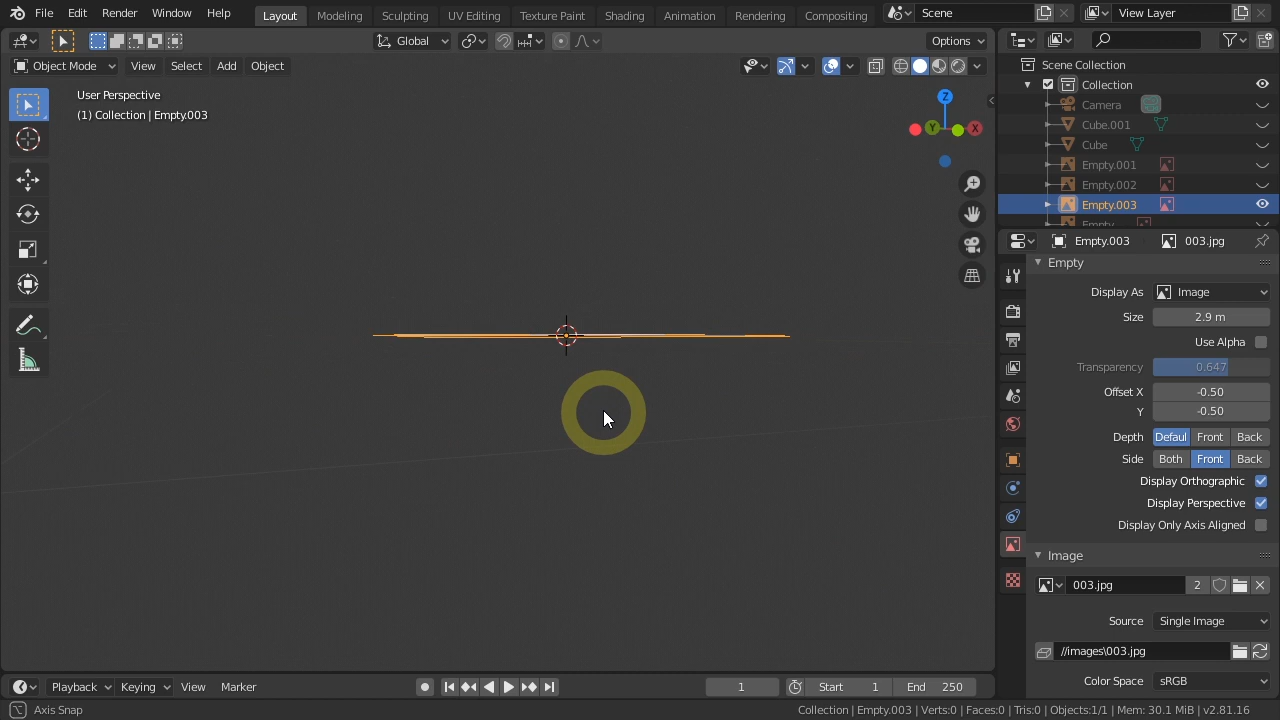 File Edit Render Window Help Layout Modeling Sculpting UV Editing Texture Paint Shading Animation Rendering Compositing Scene View Layer
Global Options
Object Mode View Select Add Object
User Perspective
(1) Collection | Empty.003
Z
Y
X
Scene Collection
Collection
Camera
Cube.001
Cube
Empty.001
Empty.002
Empty.003
Empty
Empty.003 003.jpg
Empty
Display As Image
Size 2.9 m
Use Alpha
Transparency 0.647
Offset X -0.50
Y -0.50
Depth Defaul Front Back
Side Both Front Back
Display Orthographic
Display Perspective
Display Only Axis Aligned
Image
003.jpg 2
Source Single Image
//images\003.jpg
Color Space sRGB
Playback Keying View Marker 1 Start 1 End 250
Axis Snap Collection | Empty.003 | Verts:0 | Faces:0 | Tris:0 | Objects:1/1 | Mem: 30.1 MiB | v2.81.16